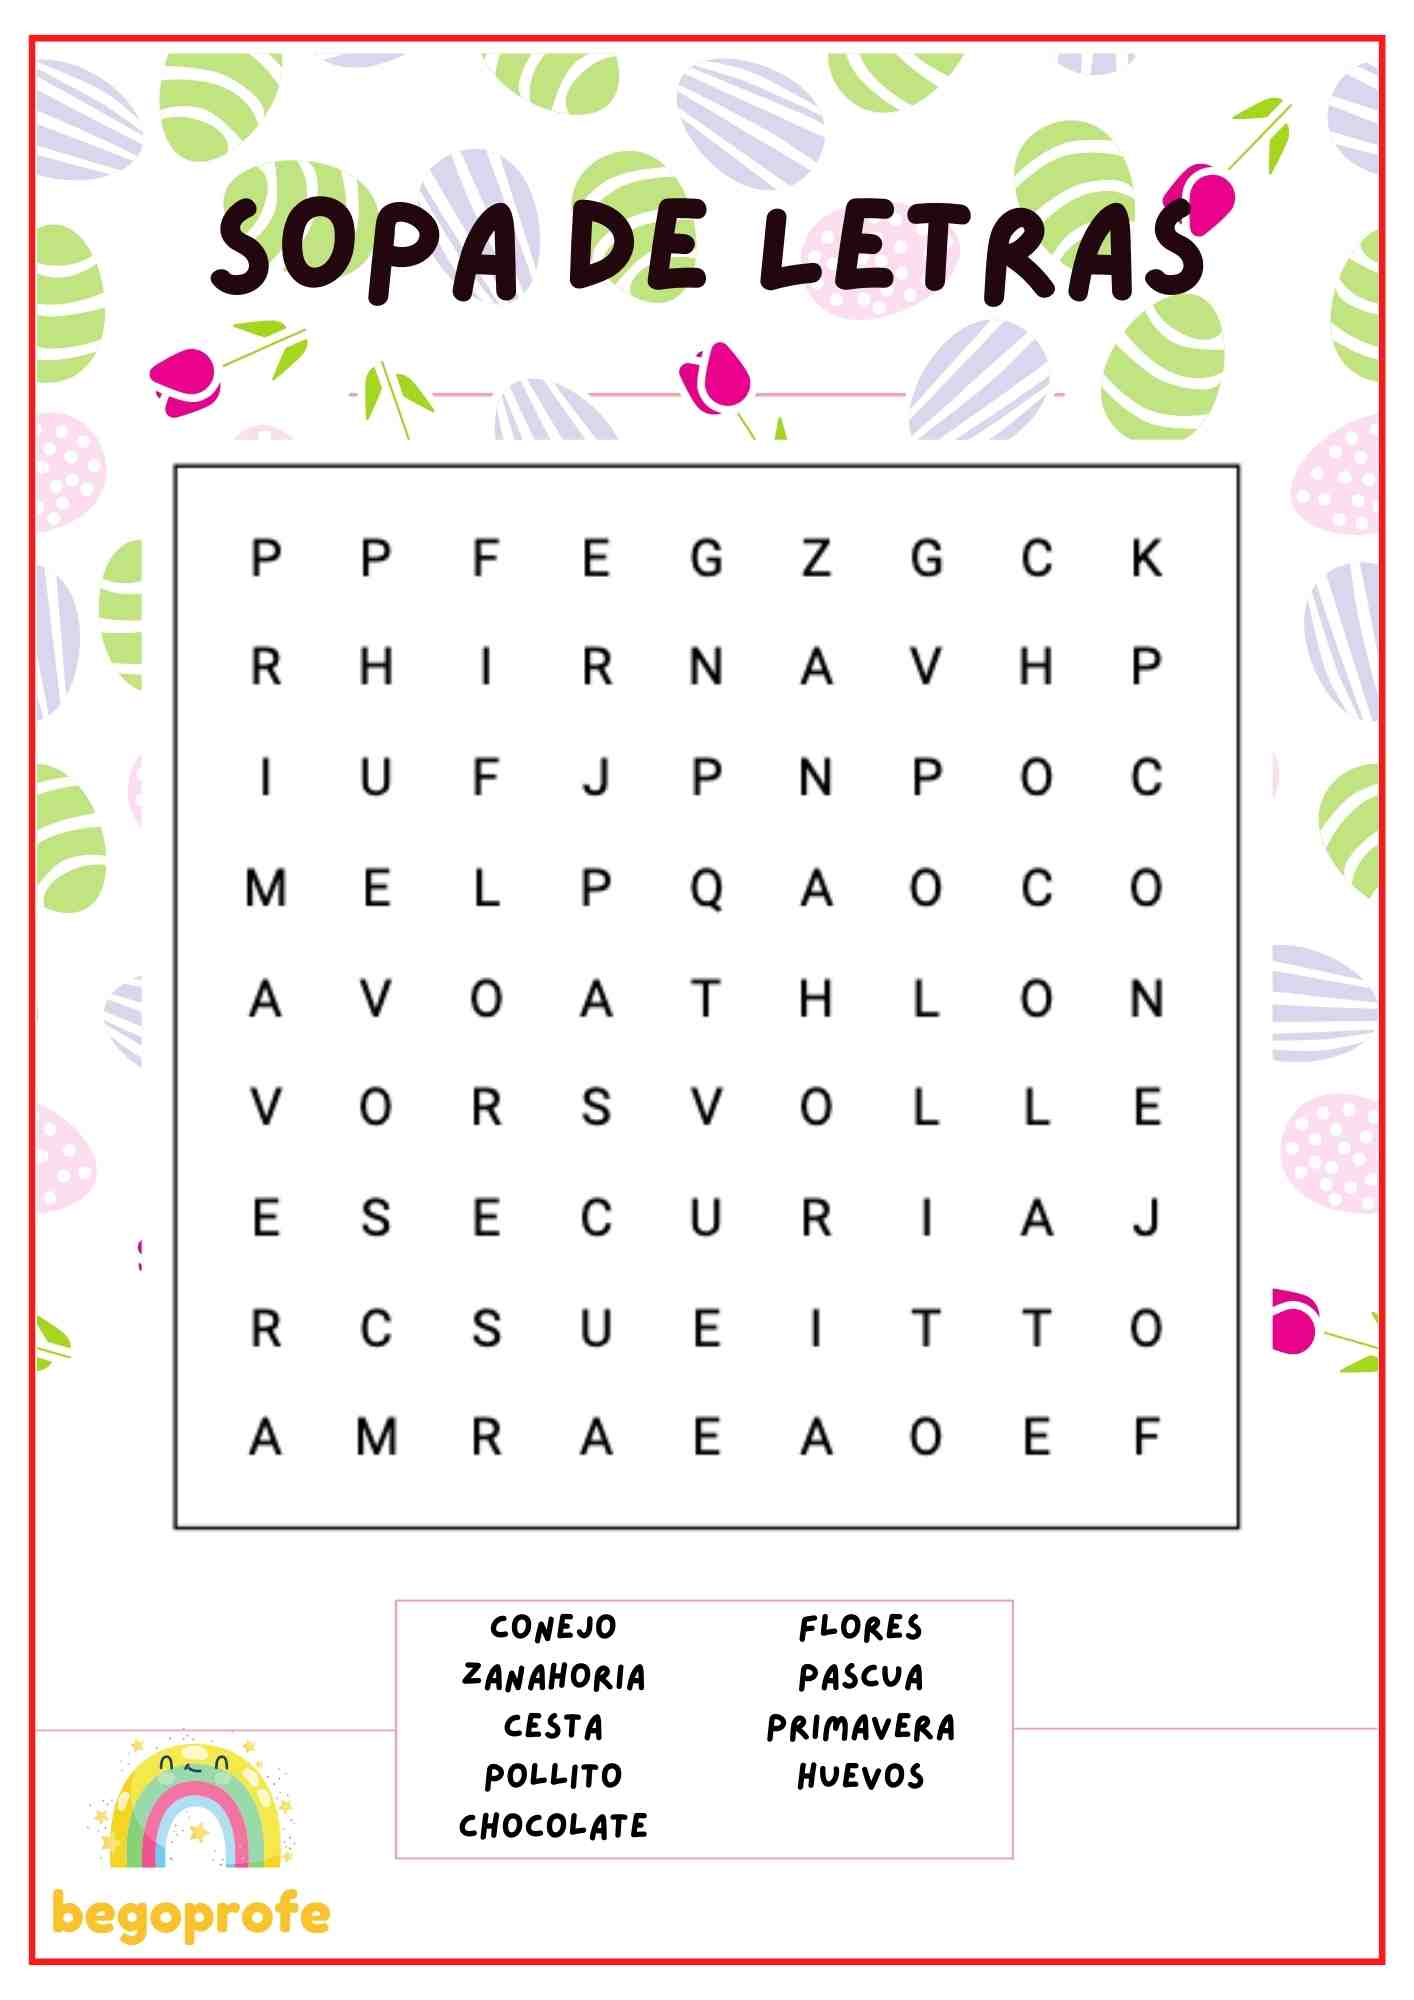 SOPA DE LETRAS
P P F E G Z G C K
R H I R N A V H P
I U F J P N P O C
M E L P Q A O C O
A V O A T H L O N
V O R S V O L L E
E S E C U R I A J
R C S U E I T T O
A M R A E A O E F
CONEJO
ZANAHORIA
CESTA
POLLITO
CHOCOLATE
FLORES
PASCUA
PRIMAVERA
HUEVOS
begoprofe